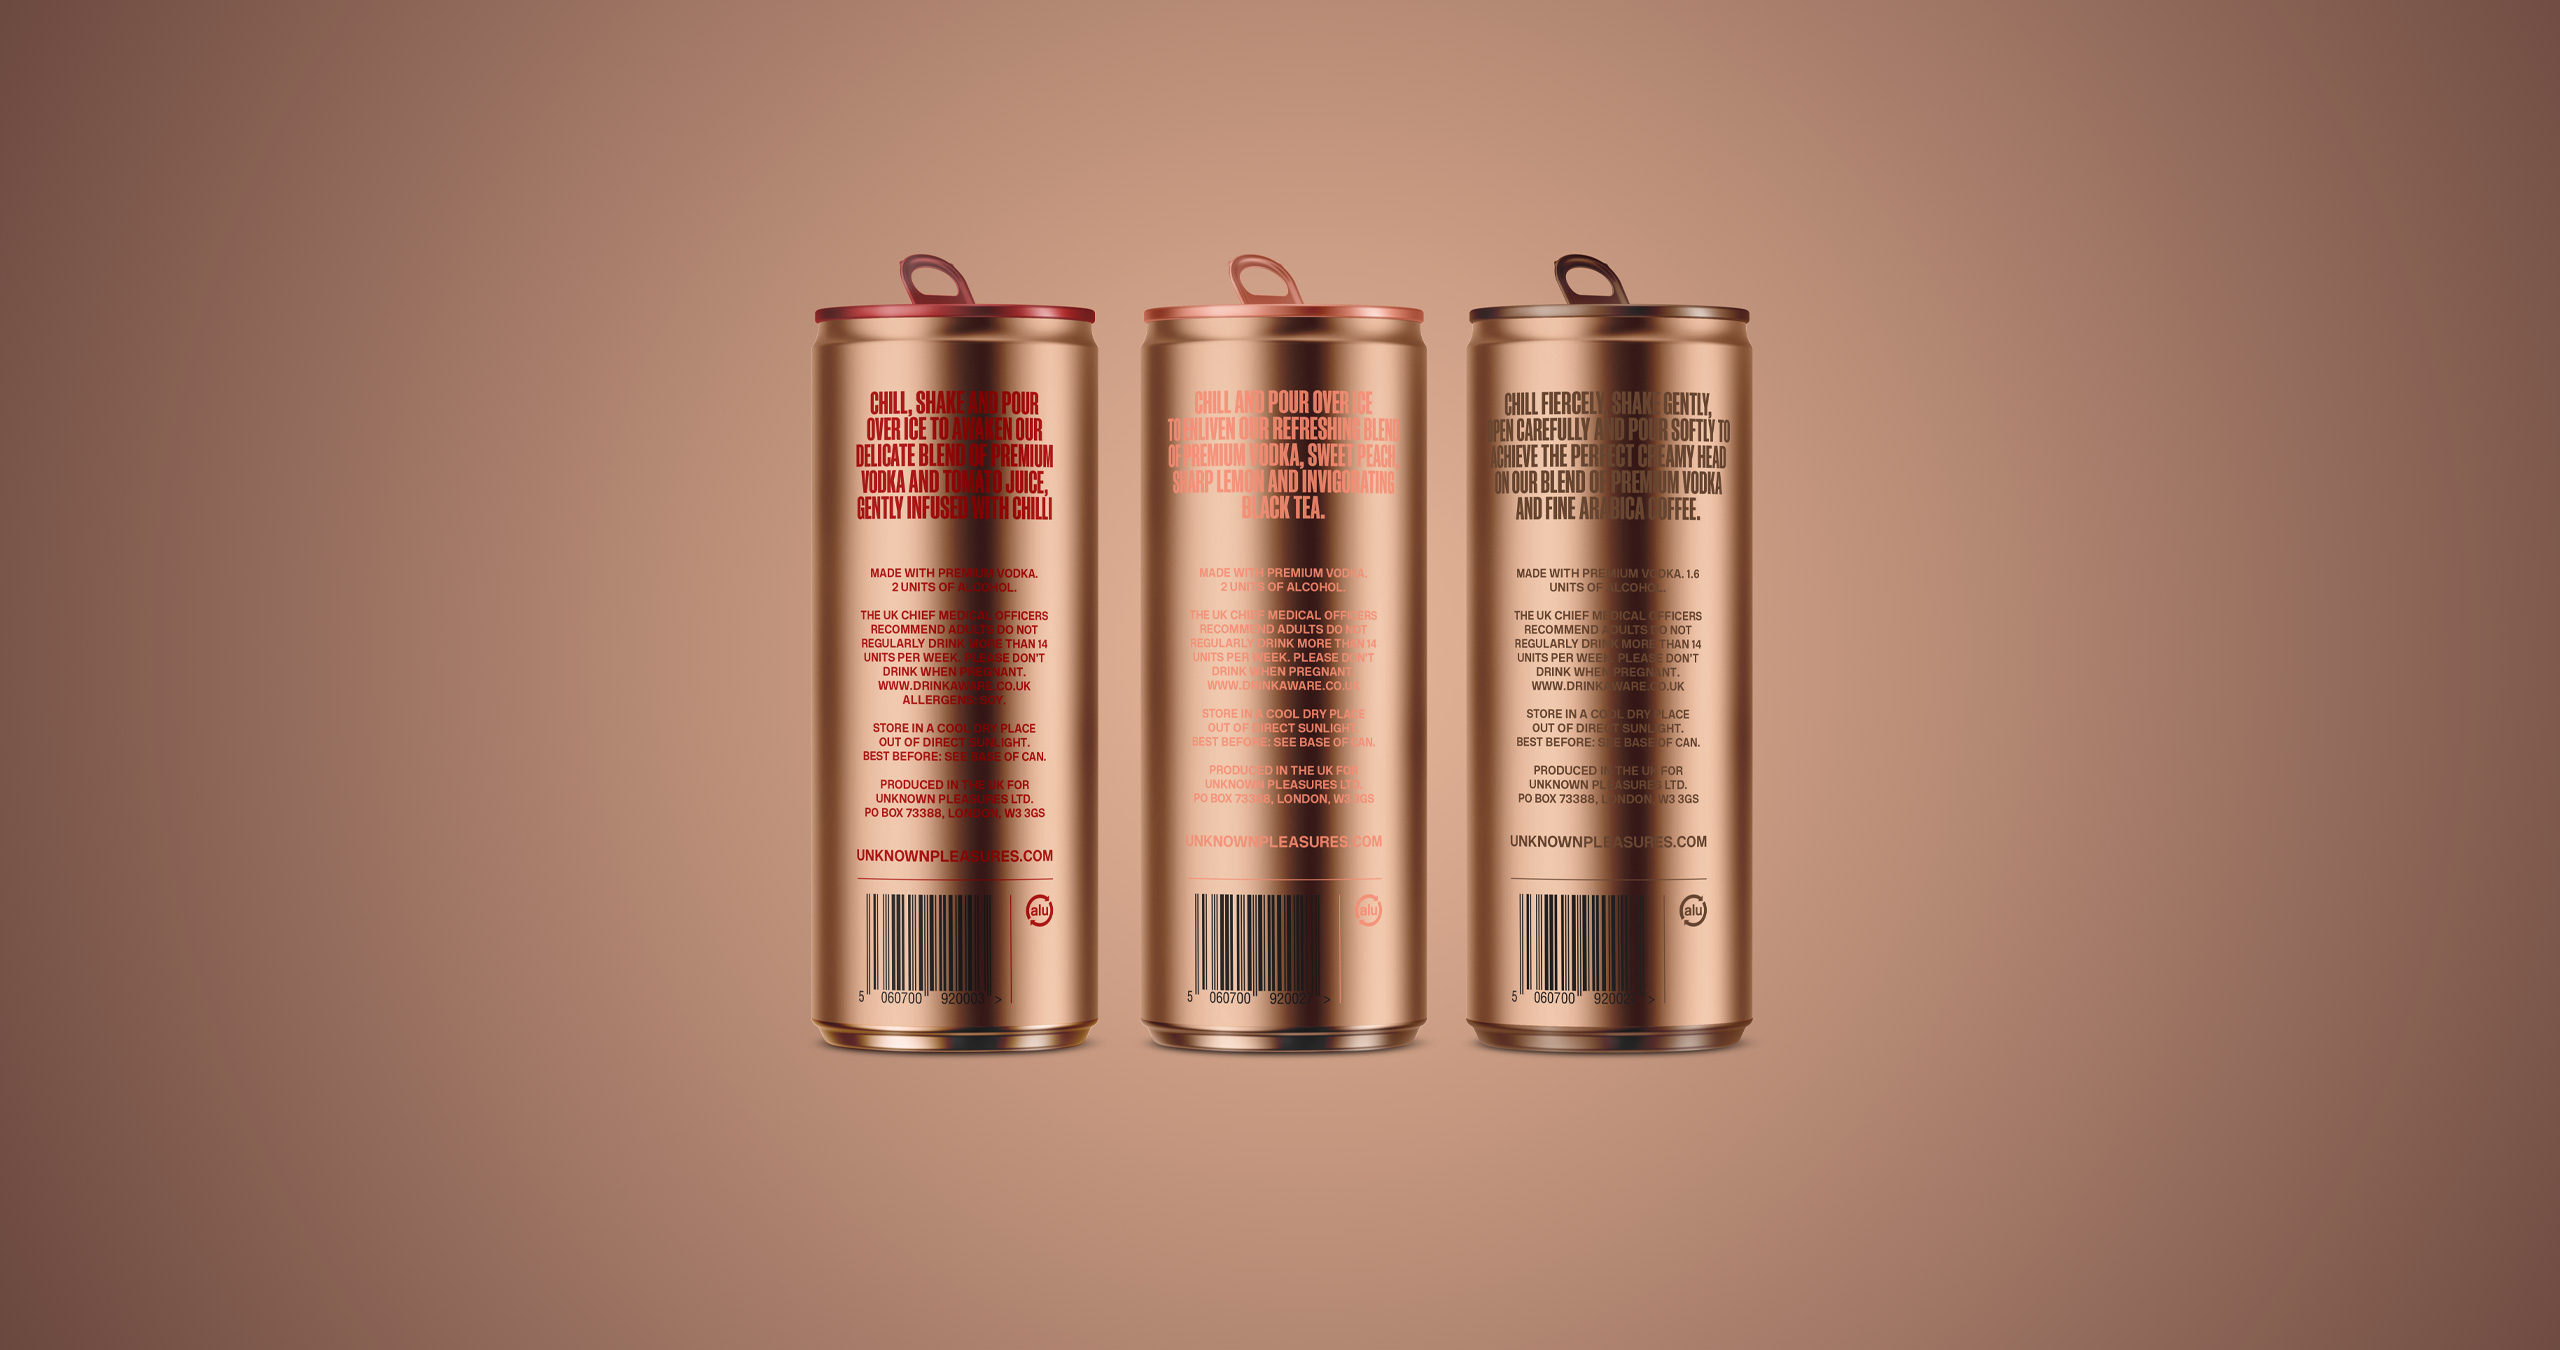 CHILL, SHAKE AND POUR
OVER ICE TO AWAKEN OUR
DELICATE BLEND OF PREMIUM
VODKA AND TOMATO JUICE,
GENTLY INFUSED WITH CHILLI
MADE WITH PREMIUM VODKA.
2 UNITS OF ALCOHOL.
THE UK CHIEF MEDICAL OFFICERS
RECOMMEND ADULTS DO NOT
REGULARLY DRINK MORE THAN 14
UNITS PER WEEK. PLEASE DON'T
DRINK WHEN PREGNANT.
WWW.DRINKAWARE.CO.UK
ALLERGENS: SOY.
STORE IN A COOL DRY PLACE
OUT OF DIRECT SUNLIGHT.
BEST BEFORE: SEE BASE OF CAN.
PRODUCED IN THE UK FOR
UNKNOWN PLEASURES LTD.
PO BOX 73388, LONDON, W3 3GS
UNKNOWNPLEASURES.COM
alu
5 060700 920003 >
CHILL AND POUR OVER ICE
TO ENLIVEN OUR REFRESHING BLEND
OF PREMIUM VODKA, SWEET PEACH,
SHARP LEMON AND INVIGORATING
BLACK TEA.
MADE WITH PREMIUM VODKA.
2 UNITS OF ALCOHOL.
THE UK CHIEF MEDICAL OFFICERS
RECOMMEND ADULTS DO NOT
REGULARLY DRINK MORE THAN 14
UNITS PER WEEK. PLEASE DON'T
DRINK WHEN PREGNANT.
WWW.DRINKAWARE.CO.UK
STORE IN A COOL DRY PLACE
OUT OF DIRECT SUNLIGHT.
BEST BEFORE: SEE BASE OF CAN.
PRODUCED IN THE UK FOR
UNKNOWN PLEASURES LTD.
PO BOX 73388, LONDON, W3 3GS
UNKNOWNPLEASURES.COM
alu
5 060700 >
CHILL FIERCELY, SHAKE GENTLY,
OPEN CAREFULLY AND POUR SOFTLY TO
ACHIEVE THE PERFECT CREAMY HEAD
ON OUR BLEND OF PREMIUM VODKA
AND FINE ARABICA COFFEE.
MADE WITH PREMIUM VODKA. 1.6
UNITS OF ALCOHOL.
THE UK CHIEF MEDICAL OFFICERS
RECOMMEND ADULTS DO NOT
REGULARLY DRINK MORE THAN 14
UNITS PER WEEK. PLEASE DON'T
DRINK WHEN PREGNANT.
WWW.DRINKAWARE.CO.UK
STORE IN A COOL DRY PLACE
OUT OF DIRECT SUNLIGHT.
BEST BEFORE: SEE BASE OF CAN.
PRODUCED IN THE UK FOR
UNKNOWN PLEASURES LTD.
PO BOX 73388, LONDON, W3 3GS
UNKNOWNPLEASURES.COM
alu
5 060700 >